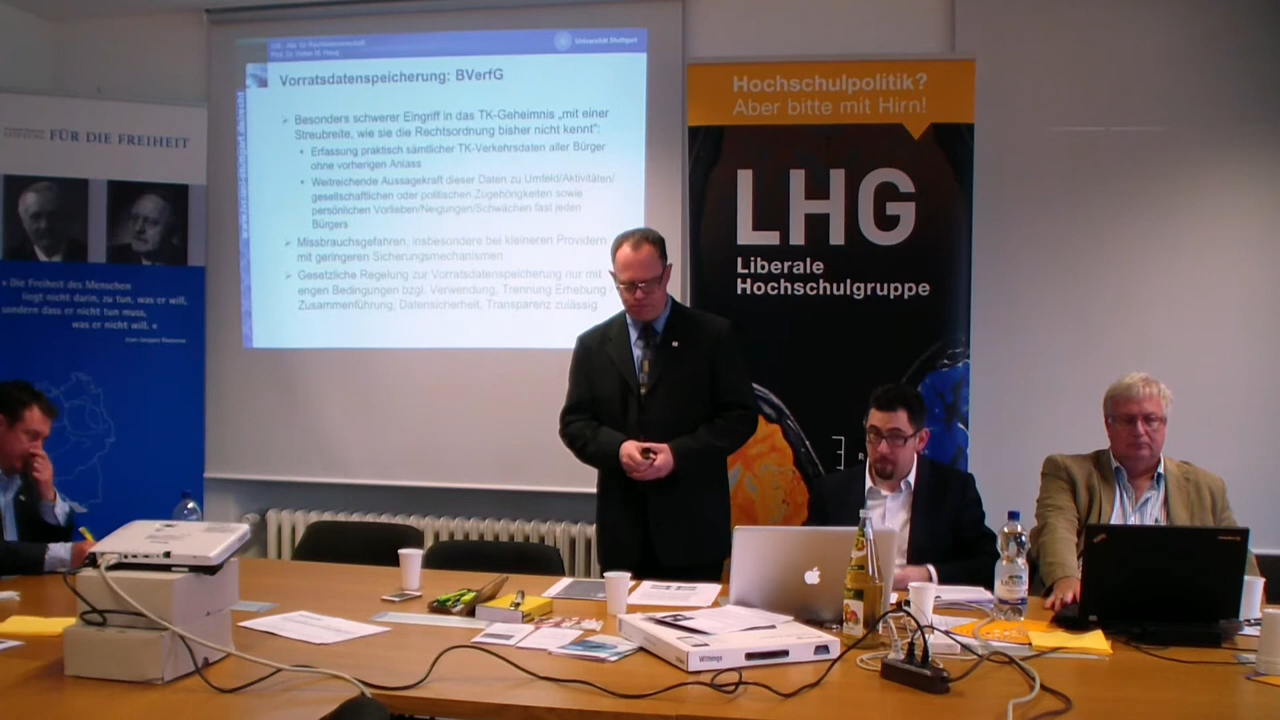 FÜR DIE FREIHEIT
« Die Freiheit des Menschen
liegt nicht darin, zu tun, was er will,
sondern dass er nicht tun muss,
was er nicht will. »
Universität Stuttgart
Vorratsdatenspeicherung: BVerfG
Besonders schwerer Eingriff in das TK-Geheimnis „mit einer
Streubreite, wie sie die Rechtsordnung bisher nicht kennt":
• Erfassung praktisch sämtlicher TK-Verkehrsdaten aller Bürger
ohne vorherigen Anlass
• Weitreichende Aussagekraft dieser Daten zu Umfeld/Aktivitäten/
gesellschaftlichen oder politischen Zugehörigkeiten sowie
persönlichen Vorlieben/Neigungen/Schwächen fast jeden
Bürgers
Missbrauchsgefahren, insbesondere bei kleineren Providern
mit geringeren Sicherungsmechanismen
Gesetzliche Regelung zur Vorratsdatenspeicherung nur mit
engen Bedingungen bzgl. Verwendung, Trennung Erhebung
Zusammenführung, Datensicherheit, Transparenz zulässig
Hochschulpolitik?
Aber bitte mit Hirn!
LHG
Liberale
Hochschulgruppe
Withings